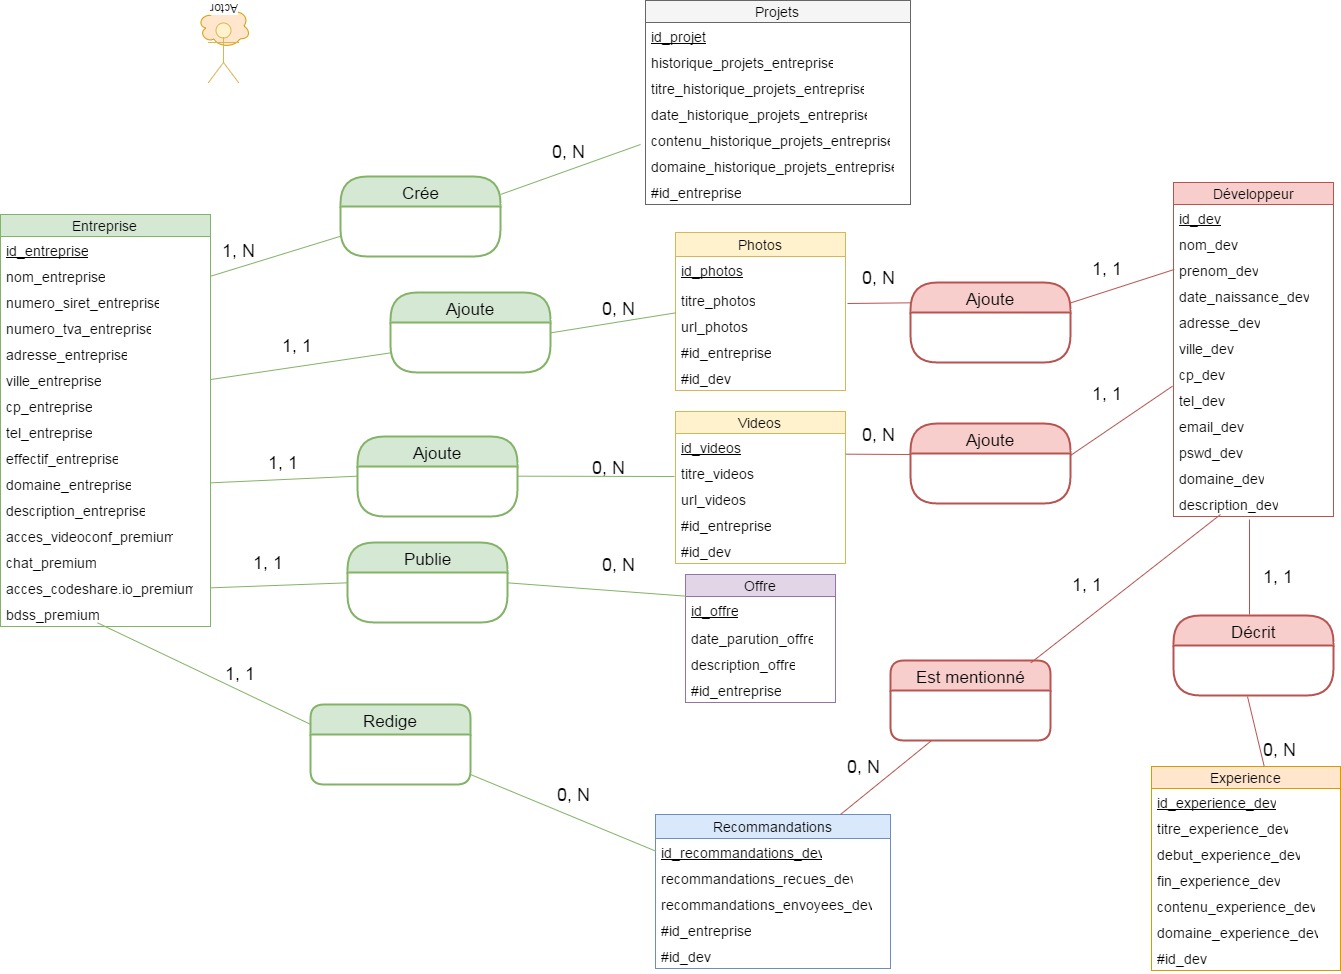 Actor
Projets
id_projet
historique_projets_entreprise
titre_historique_projets_entreprise
date_historique_projets_entreprise
contenu_historique_projets_entreprise
domaine_historique_projets_entreprise
#id_entreprise
0, N
Crée
1, N
Entreprise
id_entreprise
nom_entreprise
numero_siret_entreprise
numero_tva_entreprise
adresse_entreprise
ville_entreprise
cp_entreprise
tel_entreprise
effectif_entreprise
domaine_entreprise
description_entreprise
acces_videoconf_premium
chat_premium
acces_codeshare.io_premium
bdss_premium
Ajoute
1, 1
0, N
Photos
id_photos
titre_photos
url_photos
#id_entreprise
#id_dev
0, N
Ajoute
1, 1
Développeur
id_dev
nom_dev
prenom_dev
date_naissance_dev
adresse_dev
ville_dev
cp_dev
tel_dev
email_dev
pswd_dev
domaine_dev
description_dev
Ajoute
1, 1
0, N
Videos
id_videos
titre_videos
url_videos
#id_entreprise
#id_dev
0, N
Ajoute
1, 1
Publie
1, 1
0, N
Offre
id_offre
date_parution_offre
description_offre
#id_entreprise
1, 1
Est mentionné
0, N
1, 1
Décrit
0, N
1, 1
Redige
0, N
Recommandations
id_recommandations_dev
recommandations_recues_dev
recommandations_envoyees_dev
#id_entreprise
#id_dev
Experience
id_experience_dev
titre_experience_dev
debut_experience_dev
fin_experience_dev
contenu_experience_dev
domaine_experience_dev
#id_dev